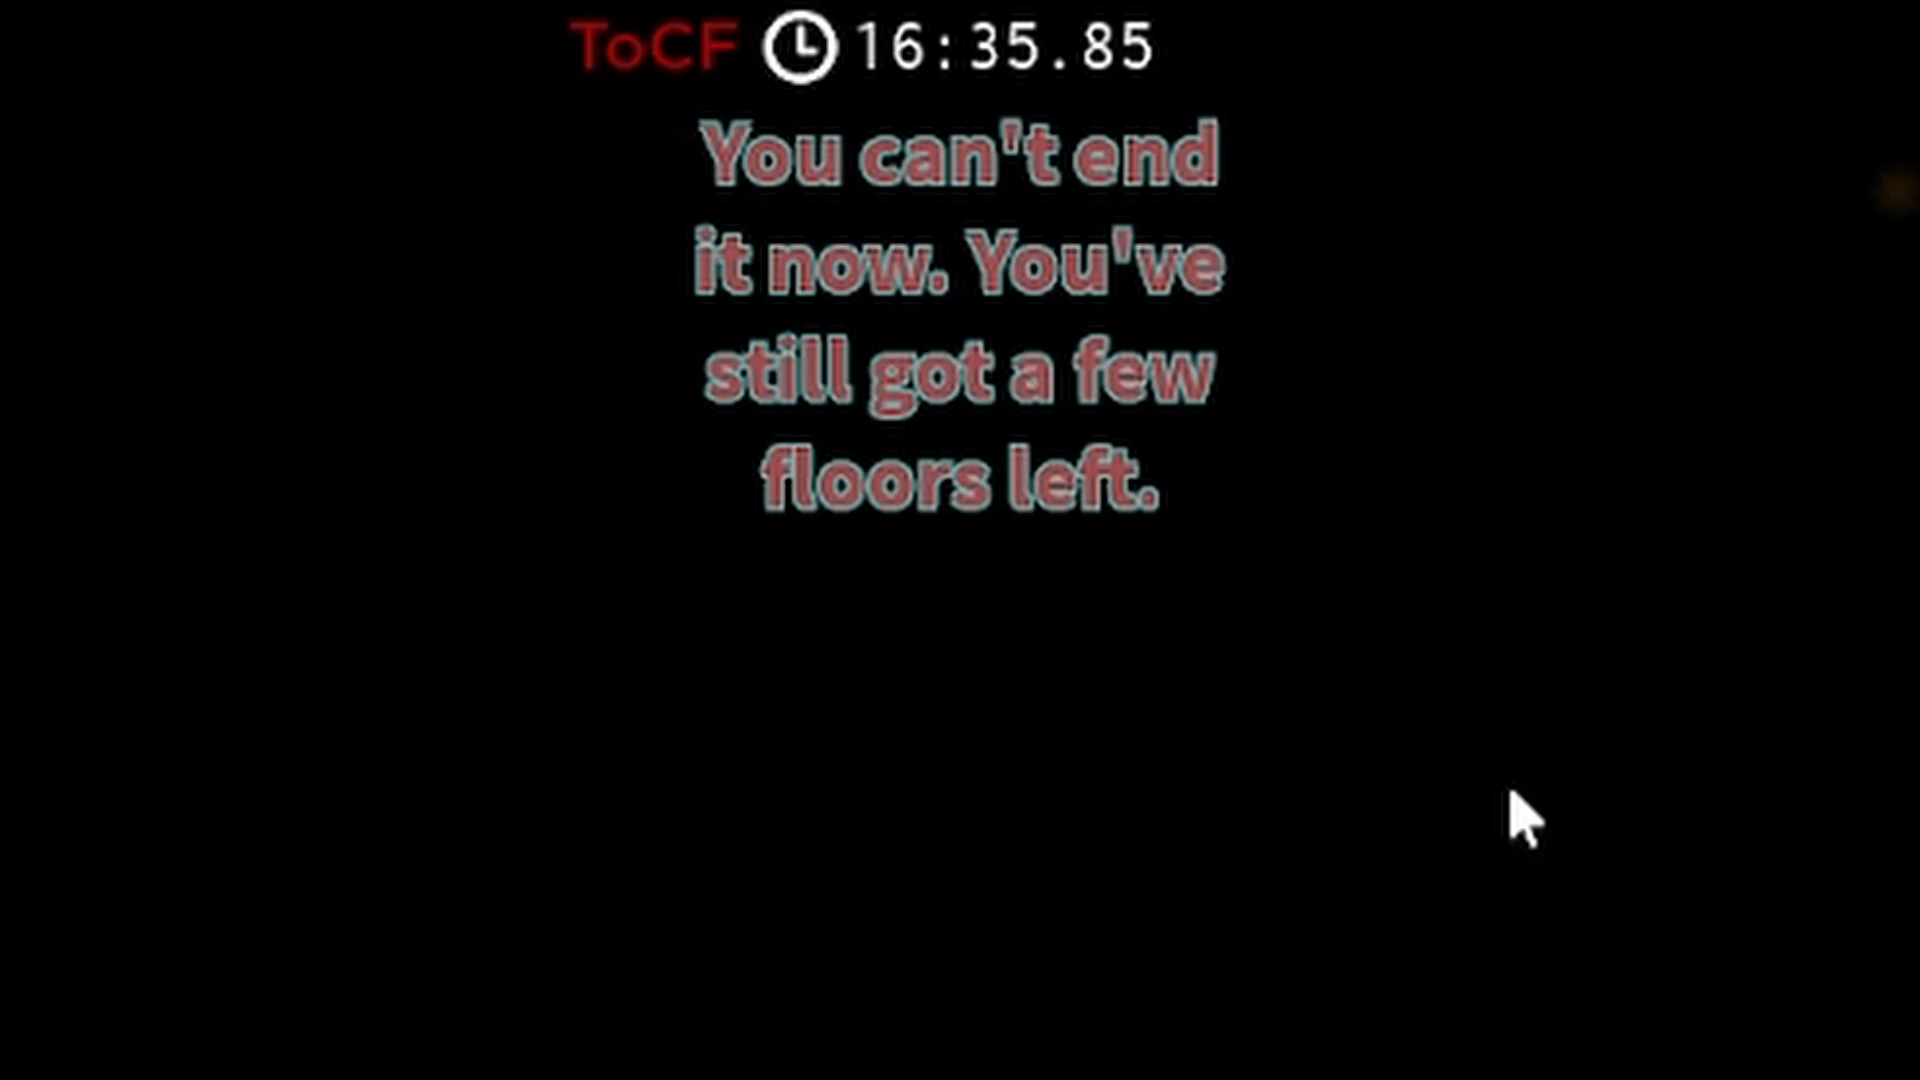 ToCF 16:35.85
You can't end
it now. You've
still got a few
floors left.